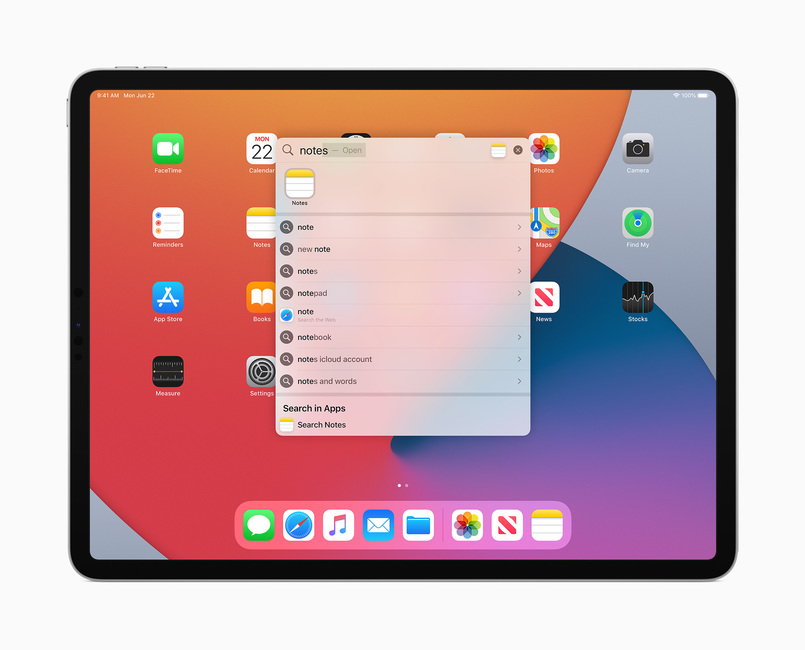 9:41 AM Mon Jun 22
100%
notes — Open
Notes
note
new note
notes
notepad
note
Search the Web
notebook
notes icloud account
notes and words
Search in Apps
Search Notes
FaceTime
MON
22
Calendar
Photos
Camera
Reminders
Notes
Maps
Find My
App Store
Books
News
Stocks
Measure
Settings